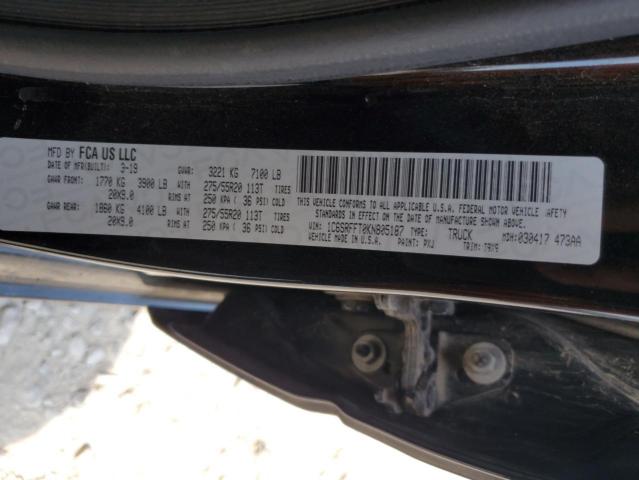 MFD BY FCA US LLC
DATE OF MFR(BUILT): 3-19 GVWR: 3221 KG 7100 LB
GAWR FRONT: 1770 KG 3900 LB WITH 275/55R20 113T TIRES
20X9.0 RIMS AT 250 KPA ( 36 PSI) COLD
GAWR REAR: 1860 KG 4100 LB WITH 275/55R20 113T TIRES
20X9.0 RIMS AT 250 KPA ( 36 PSI) COLD
THIS VEHICLE CONFORMS TO ALL APPLICABLE U.S.A. FEDERAL MOTOR VEHICLE SAFETY
STANDARDS IN EFFECT ON THE DATE OF MANUFACTURE SHOWN ABOVE
VIN: 1C6SRFFT0KN805187 TYPE: TRUCK MDH: 030417 473AA
MADE IN U.S.A. PAINT: PXJ TRIM: T9X9